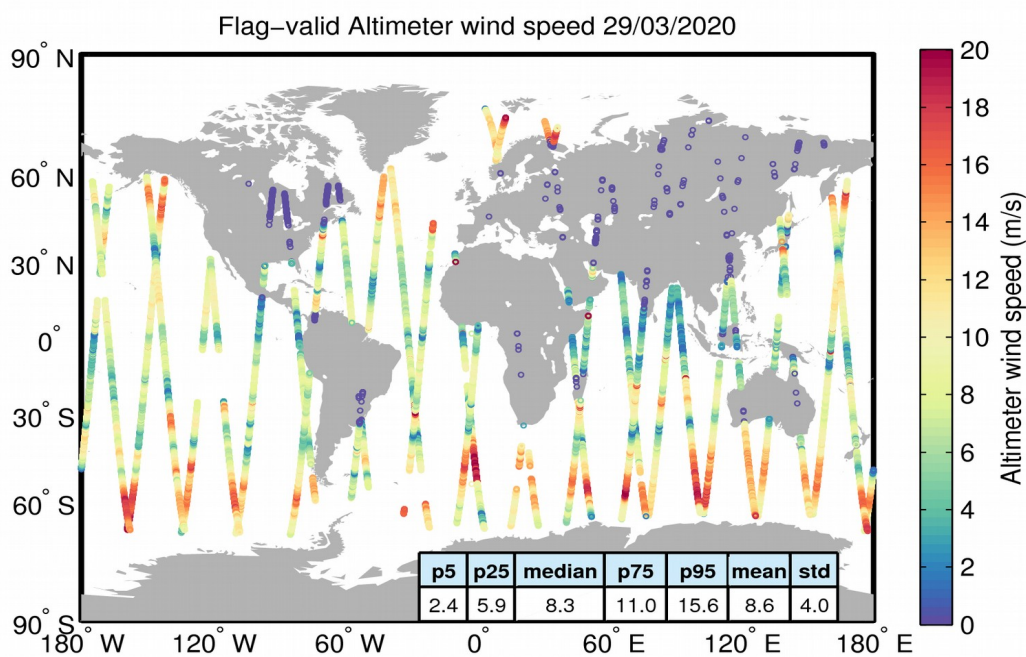 Flag−valid Altimeter wind speed 29/03/2020
90° N
60° N
30° N
0°
30° S
60° S
90° S
180° W
120° W
60° W
0°
60° E
120° E
180° E
p5 p25 median p75 p95 mean std
2.4 5.9 8.3 11.0 15.6 8.6 4.0
20
18
16
14
12
10
8
6
4
2
0
Altimeter wind speed (m/s)